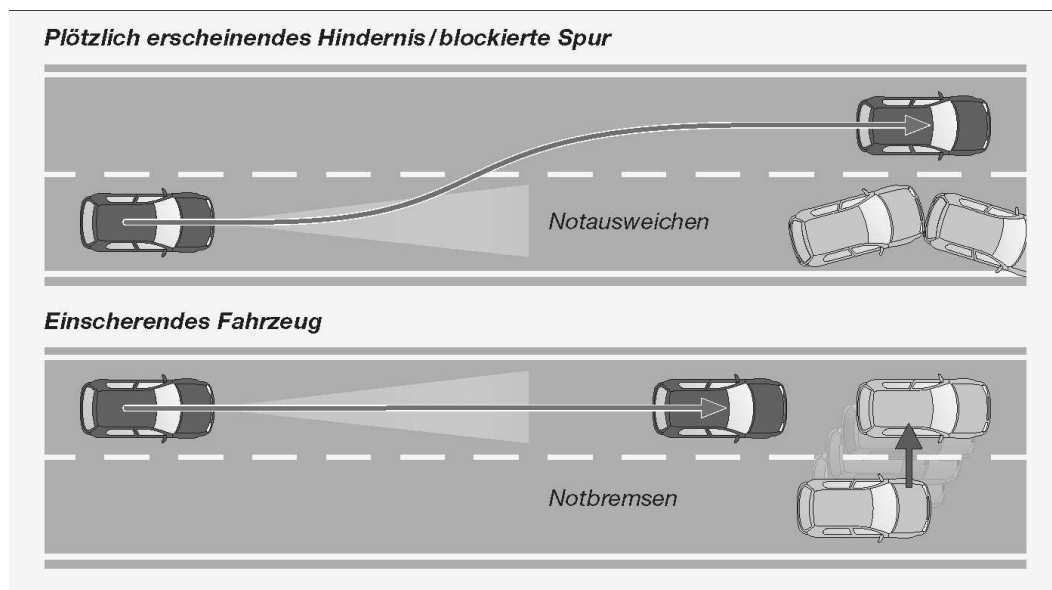 Plötzlich erscheinendes Hindernis/blockierte Spur
Notausweichen
Einscherendes Fahrzeug
Notbremsen